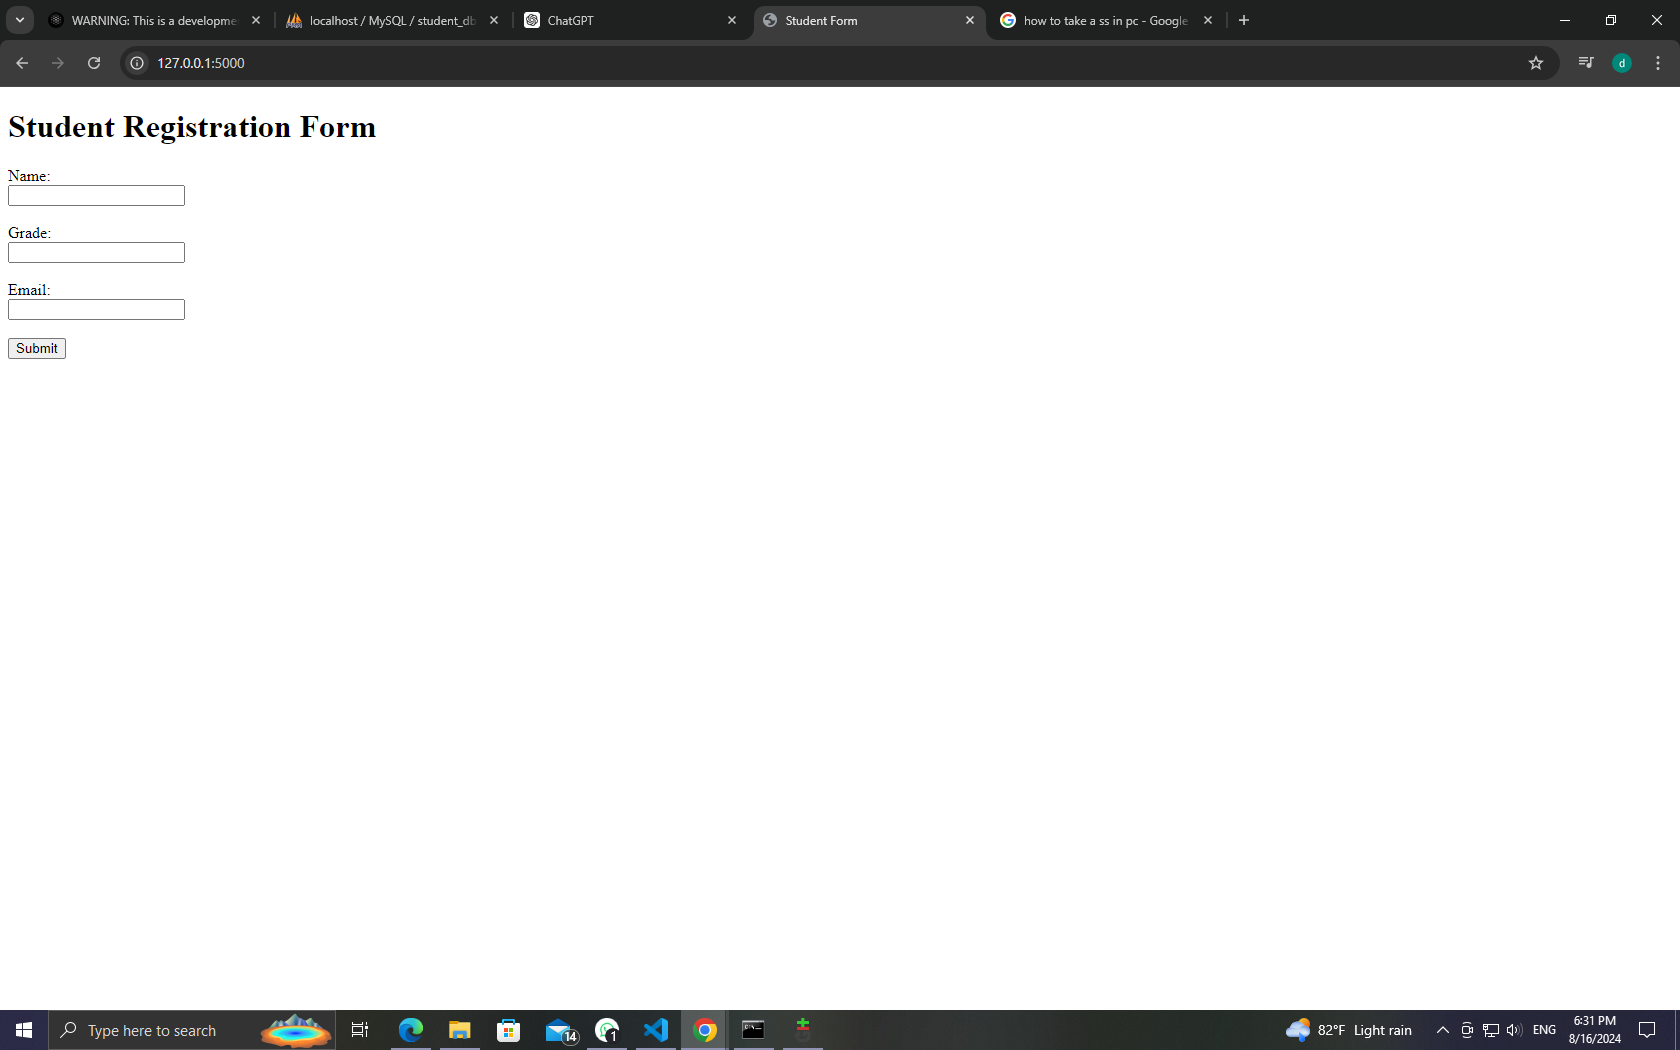 WARNING: This is a developme
localhost / MySQL / student_db
ChatGPT
Student Form
how to take a ss in pc - Google
127.0.0.1:5000
d
Student Registration Form
Name:
Grade:
Email:
Submit
Type here to search
14
1
82°F Light rain
ENG
6:31 PM
8/16/2024